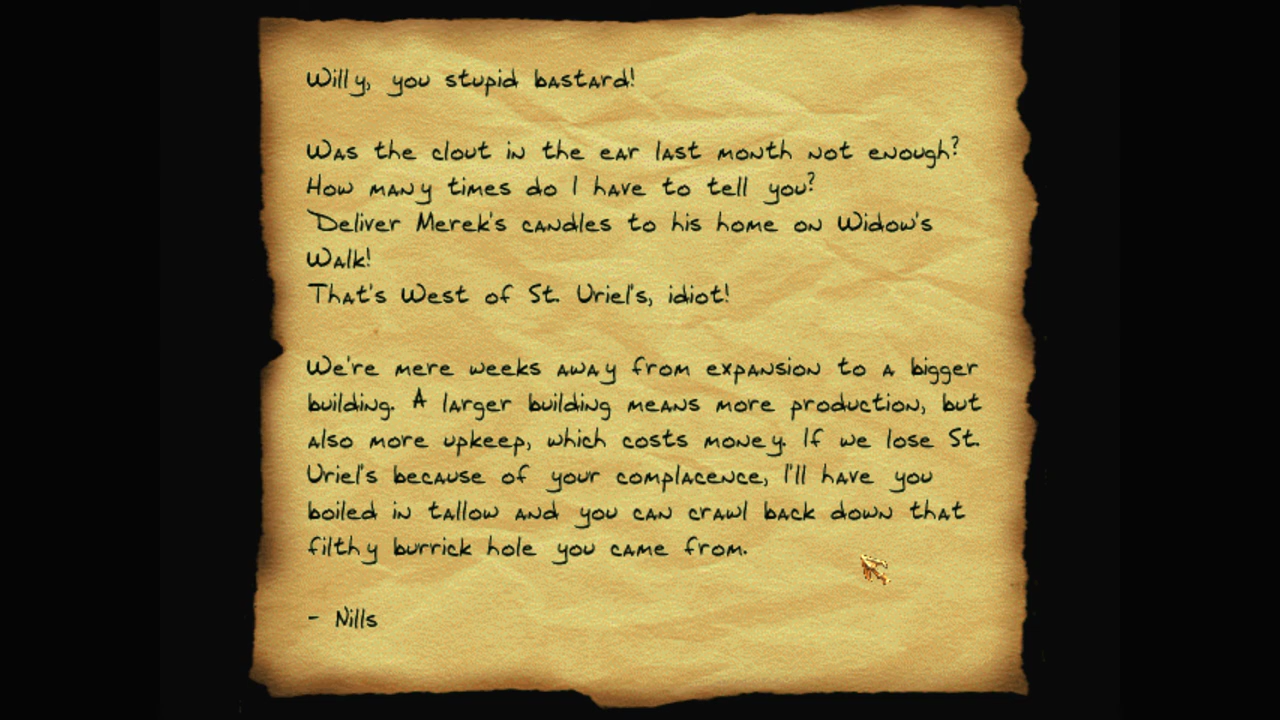 Willy, you stupid bastard!
Was the clout in the ear last month not enough?
How many times do I have to tell you?
Deliver Merek's candles to his home on Widow's
Walk!
That's West of St. Uriel's, idiot!
We're mere weeks away from expansion to a bigger
building. A larger building means more production, but
also more upkeep, which costs money. If we lose St.
Uriel's because of your complacence, I'll have you
boiled in tallow and you can crawl back down that
filthy burrick hole you came from.
- Nills